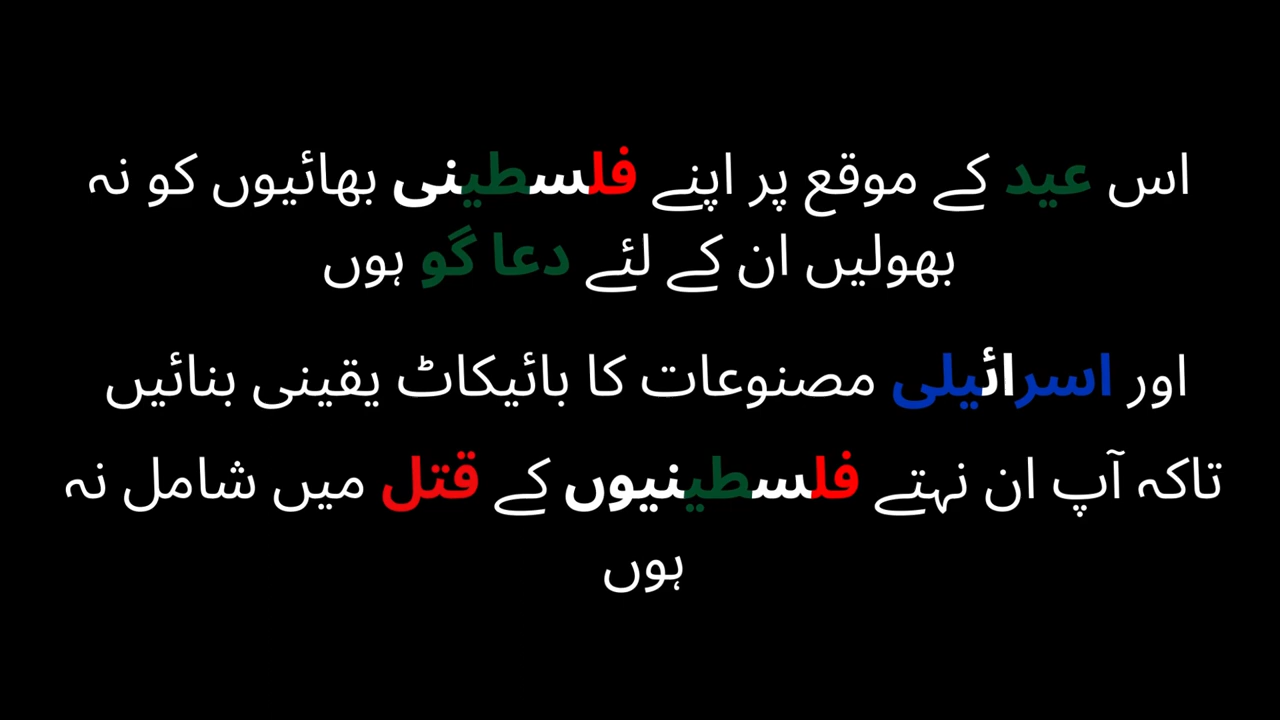 اس عید کے موقع پر اپنے فلسطینی بھائیوں کو نہ
بھولیں ان کے لئے دعا گو ہوں
اور اسرائیلی مصنوعات کا بائیکاٹ یقینی بنائیں
تاکہ آپ ان نہتے فلسطینیوں کے قتل میں شامل نہ
ہوں